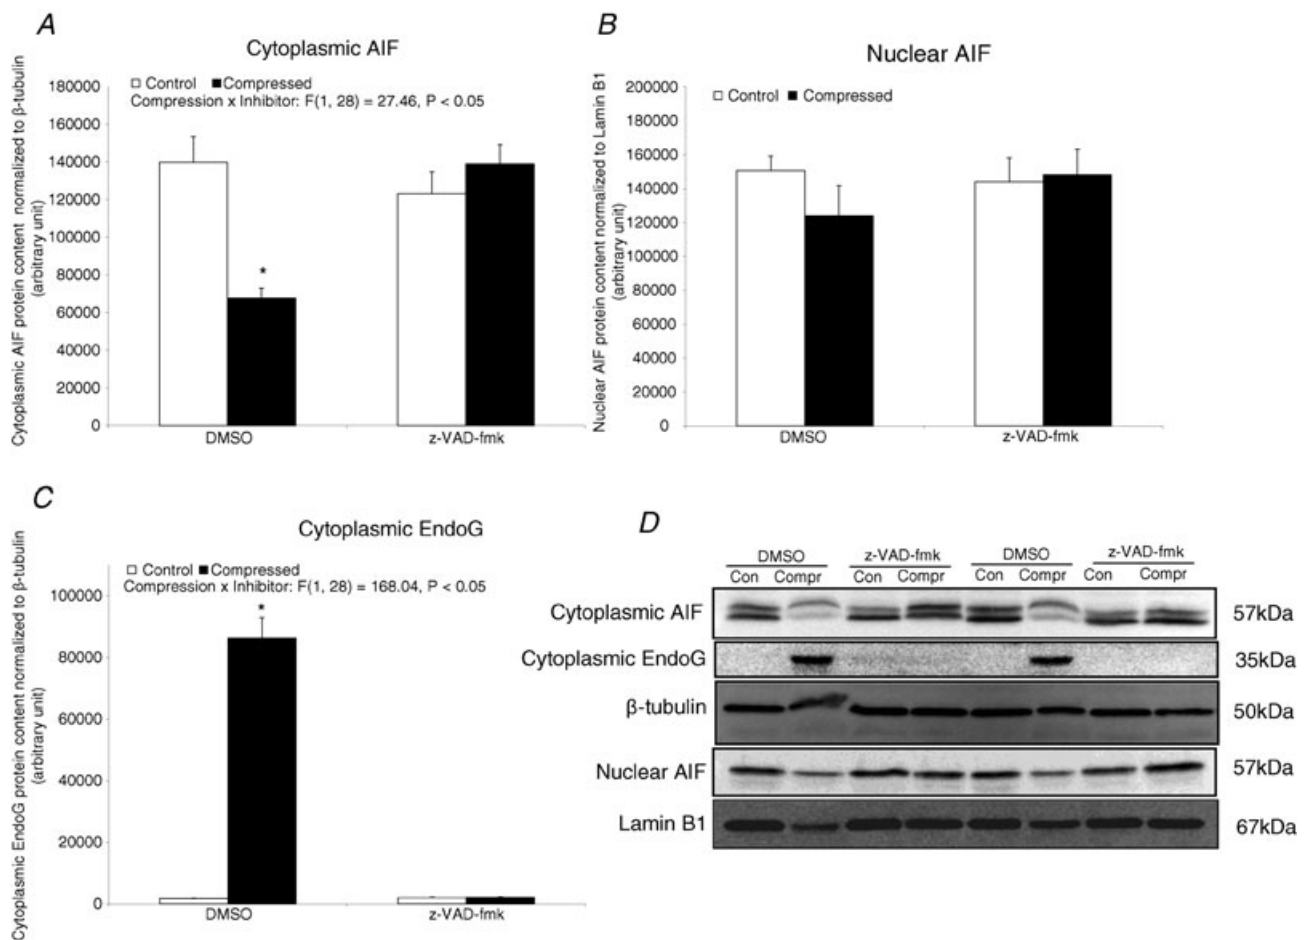 A
Cytoplasmic AIF
Control Compressed
Compression x Inhibitor: F(1, 28) = 27.46, P < 0.05
Cytoplasmic AIF protein content normalized to β-tubulin
(arbitrary unit)
180000
160000
140000
120000
100000
80000
60000
40000
20000
0
*
DMSO
z-VAD-fmk
B
Nuclear AIF
Control Compressed
Nuclear AIF protein content normalized to Lamin B1
(arbitrary unit)
200000
180000
160000
140000
120000
100000
80000
60000
40000
20000
0
DMSO
z-VAD-fmk
C
Cytoplasmic EndoG
Control Compressed
Compression x Inhibitor: F(1, 28) = 168.04, P < 0.05
Cytoplasmic EndoG protein content normalized to β-tubulin
(arbitrary unit)
100000
80000
60000
40000
20000
0
*
DMSO
z-VAD-fmk
D
DMSO z-VAD-fmk DMSO z-VAD-fmk
Con Compr Con Compr Con Compr Con Compr
Cytoplasmic AIF 57kDa
Cytoplasmic EndoG 35kDa
β-tubulin 50kDa
Nuclear AIF 57kDa
Lamin B1 67kDa